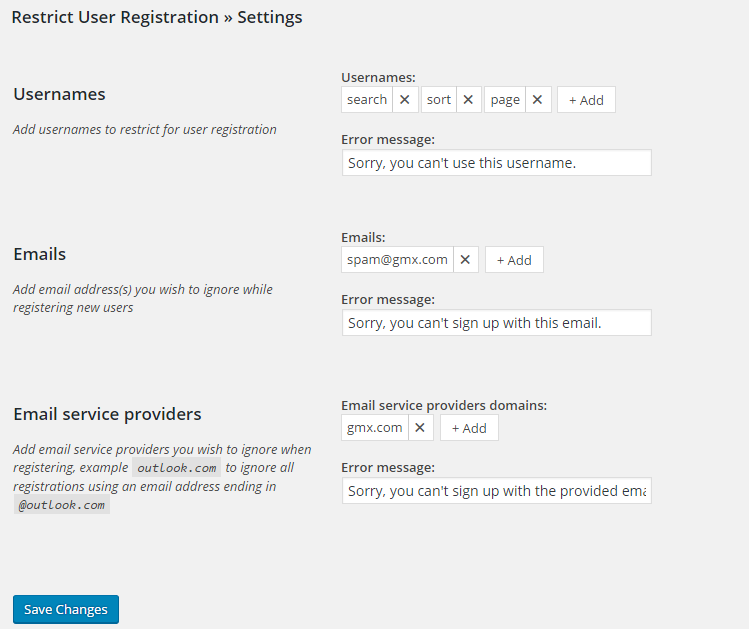 Restrict User Registration » Settings
Usernames
Add usernames to restrict for user registration
Usernames:
search ✕ sort ✕ page ✕ + Add
Error message:
Sorry, you can't use this username.
Emails
Add email address(s) you wish to ignore while
registering new users
Emails:
spam@gmx.com ✕ + Add
Error message:
Sorry, you can't sign up with this email.
Email service providers
Add email service providers you wish to ignore when
registering, example outlook.com to ignore all
registrations using an email address ending in
@outlook.com
Email service providers domains:
gmx.com ✕ + Add
Error message:
Sorry, you can't sign up with the provided ema
Save Changes